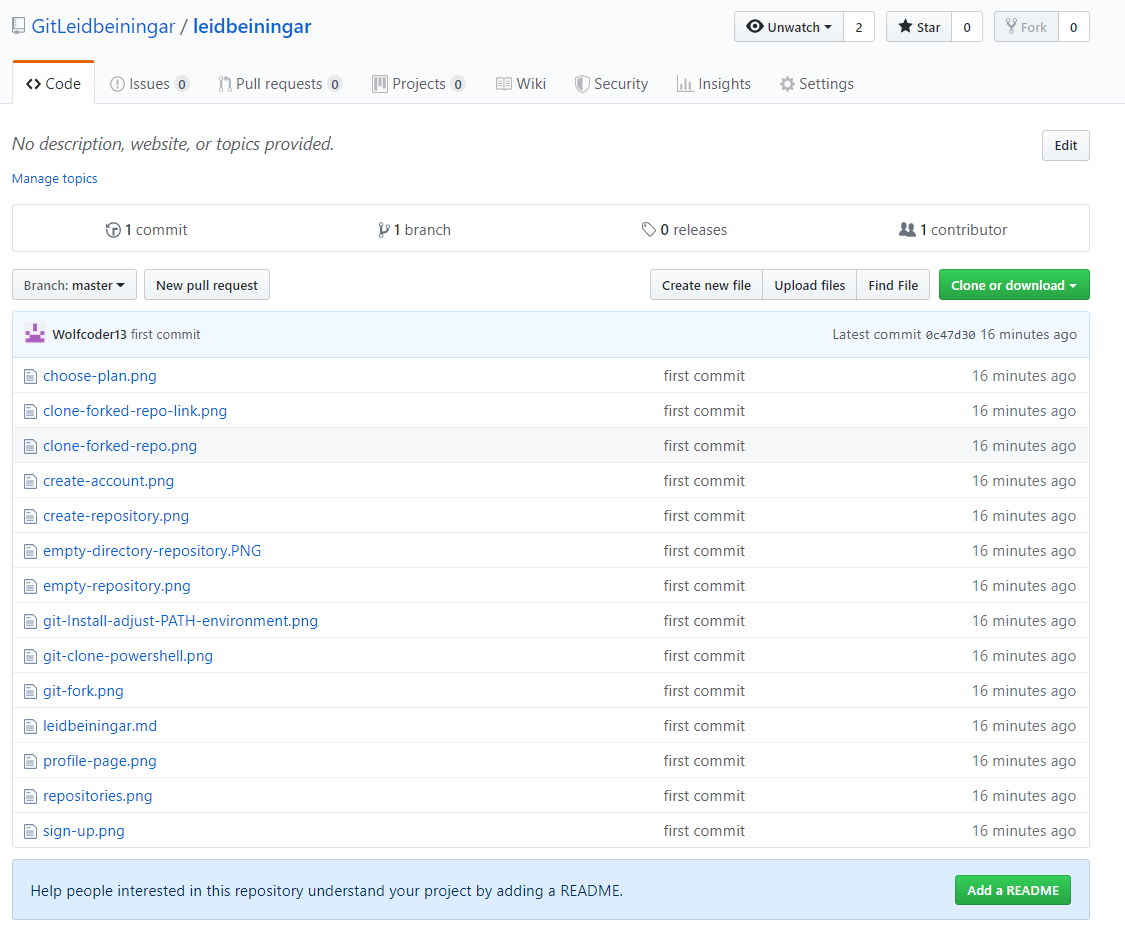 GitLeidbeiningar / leidbeiningar
Unwatch 2 Star 0 Fork 0
Code Issues 0 Pull requests 0 Projects 0 Wiki Security Insights Settings
No description, website, or topics provided.
Edit
Manage topics
1 commit 1 branch 0 releases 1 contributor
Branch: master New pull request Create new file Upload files Find File Clone or download
Wolfcoder13 first commit Latest commit 0c47d30 16 minutes ago
choose-plan.png first commit 16 minutes ago
clone-forked-repo-link.png first commit 16 minutes ago
clone-forked-repo.png first commit 16 minutes ago
create-account.png first commit 16 minutes ago
create-repository.png first commit 16 minutes ago
empty-directory-repository.PNG first commit 16 minutes ago
empty-repository.png first commit 16 minutes ago
git-Install-adjust-PATH-environment.png first commit 16 minutes ago
git-clone-powershell.png first commit 16 minutes ago
git-fork.png first commit 16 minutes ago
leidbeiningar.md first commit 16 minutes ago
profile-page.png first commit 16 minutes ago
repositories.png first commit 16 minutes ago
sign-up.png first commit 16 minutes ago
Help people interested in this repository understand your project by adding a README. Add a README